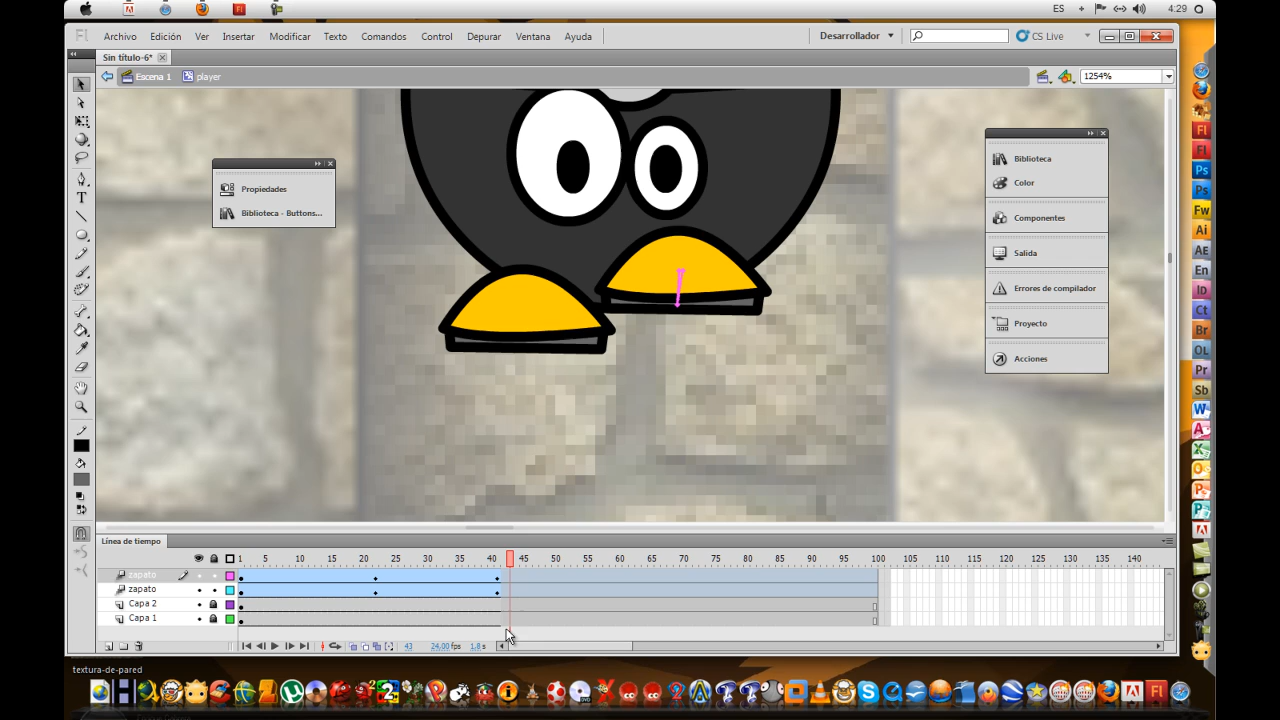 ES
4:29
Fl
Archivo Edición Ver Insertar Modificar Texto Comandos Control Depurar Ventana Ayuda
Desarrollador
CS Live
Sin título-6*
Escena 1 player
1254%
Propiedades
Biblioteca - Buttons...
Biblioteca
Color
Componentes
Salida
Errores de compilador
Proyecto
Acciones
Fl
Fl
Ps
Ps
Fw
Ai
AE
En
ID
Ct
Br
OL
Pr
Sb
Línea de tiempo
1 5 10 15 20 25 30 35 40 45 50 55 60 65 70 75 80 85 90 95 100 105 110 115 120 125 130 135 140
zapato
zapato
Capa 2
Capa 1
43 24,00 fps 1,8 s
textura-de-pared